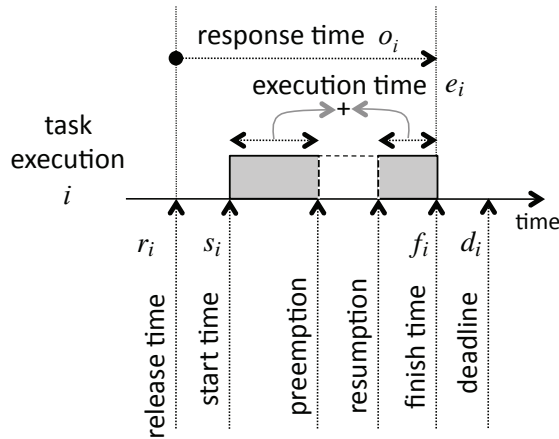 response time o_i
execution time e_i
+
task
execution
i
time
r_i s_i f_i d_i
release time
start time
preemption
resumption
finish time
deadline